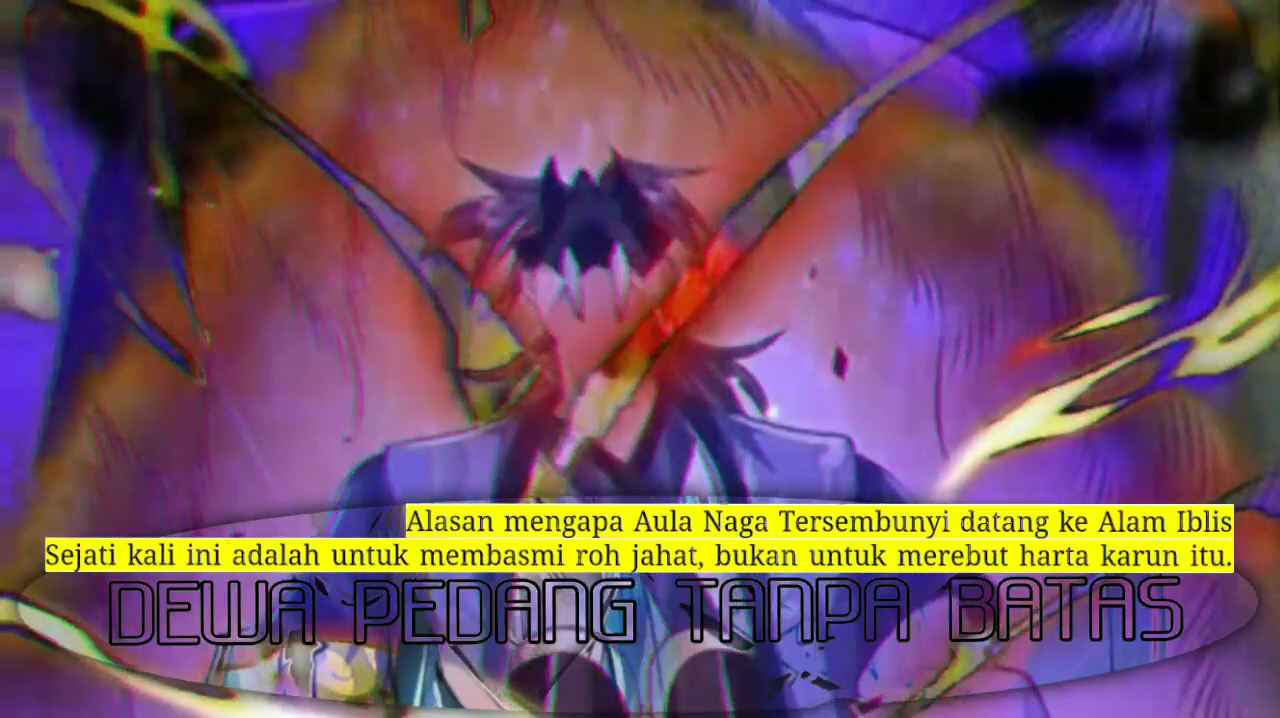 Alasan mengapa Aula Naga Tersembunyi datang ke Alam Iblis
Sejati kali ini adalah untuk membasmi roh jahat, bukan untuk merebut harta karun itu.
DEWA PEDANG TANPA BATAS